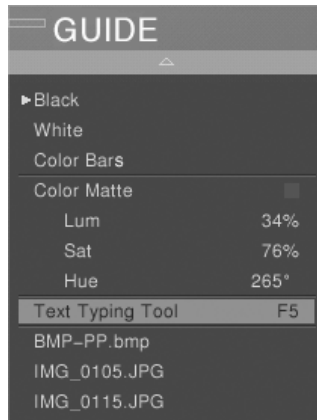 GUIDE
Black
White
Color Bars
Color Matte
Lum 34%
Sat 76%
Hue 265°
Text Typing Tool F5
BMP-PP.bmp
IMG_0105.JPG
IMG_0115.JPG